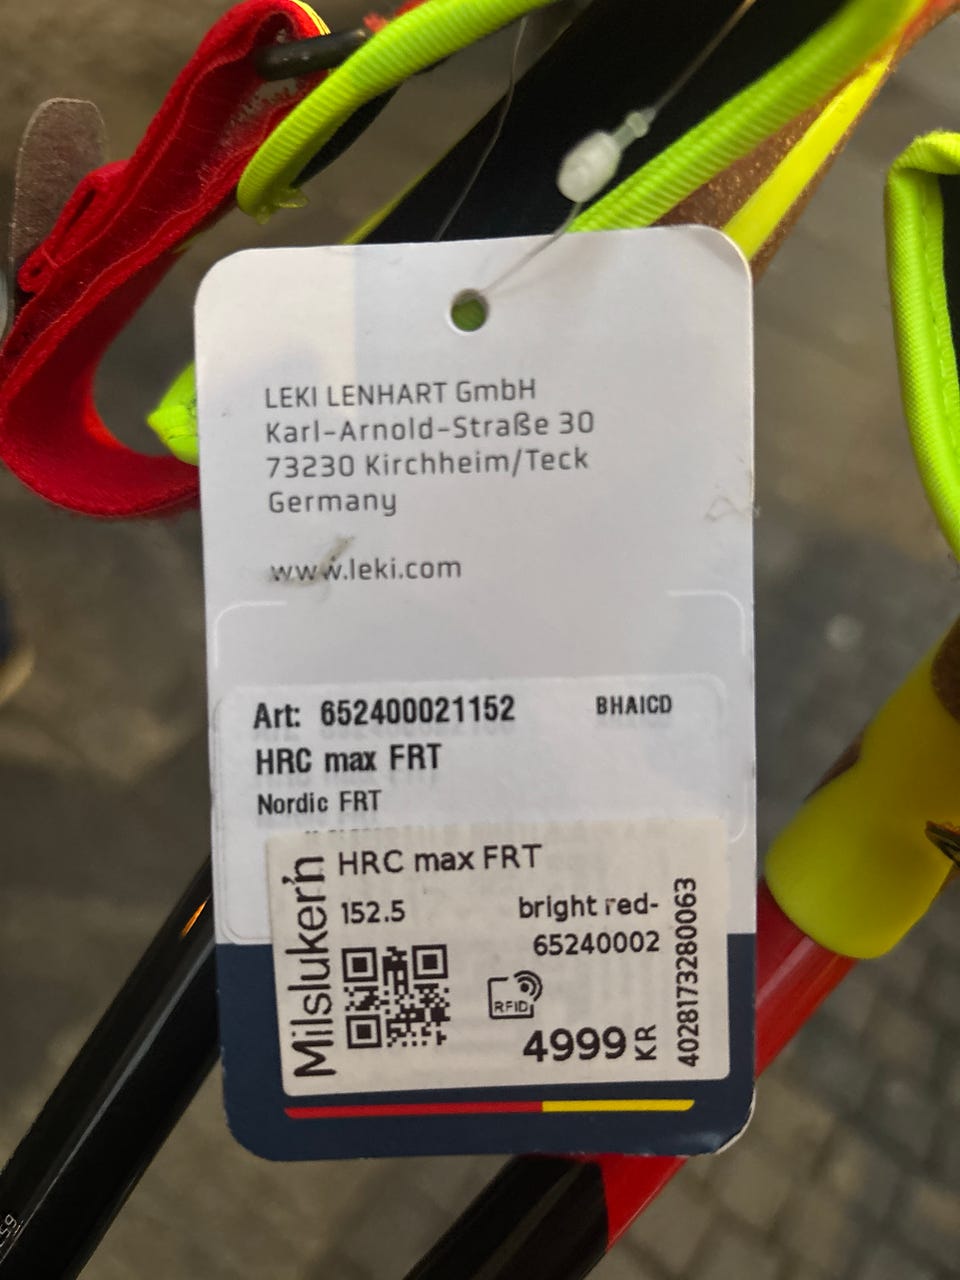 LEKI LENHART GmbH
Karl-Arnold-Straße 30
73230 Kirchheim/Teck
Germany
www.leki.com
Art: 652400021152 BHAICD
HRC max FRT
Nordic FRT
Milslukern
HRC max FRT
152.5 bright red-
65240002
RFID
4999 KR
4028173280063